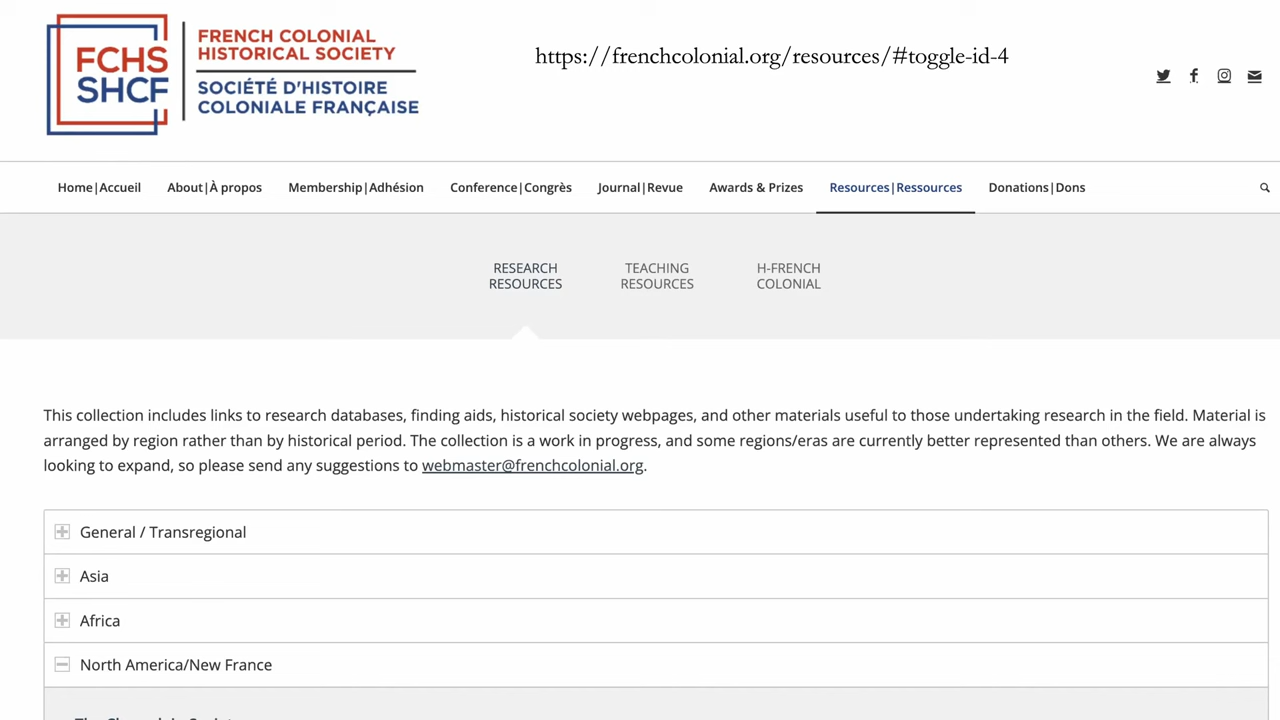 FCHS
SHCF
FRENCH COLONIAL
HISTORICAL SOCIETY
SOCIÉTÉ D'HISTOIRE
COLONIALE FRANÇAISE
https://frenchcolonial.org/resources/#toggle-id-4
Home|Accueil About|À propos Membership|Adhésion Conference|Congrès Journal|Revue Awards & Prizes Resources|Ressources Donations|Dons
RESEARCH
RESOURCES
TEACHING
RESOURCES
H-FRENCH
COLONIAL
This collection includes links to research databases, finding aids, historical society webpages, and other materials useful to those undertaking research in the field. Material is
arranged by region rather than by historical period. The collection is a work in progress, and some regions/eras are currently better represented than others. We are always
looking to expand, so please send any suggestions to webmaster@frenchcolonial.org.
General / Transregional
Asia
Africa
North America/New France